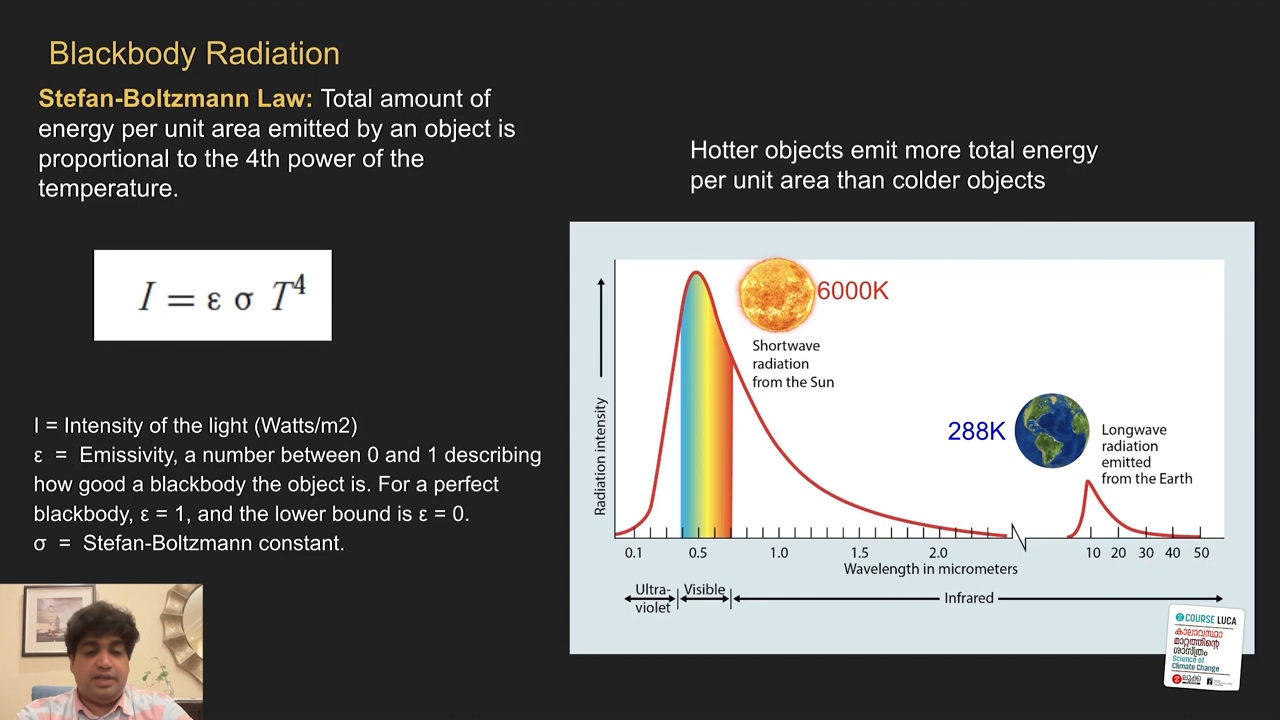 Blackbody Radiation
Stefan-Boltzmann Law: Total amount of
energy per unit area emitted by an object is
proportional to the 4th power of the
temperature.
I = ε σ T⁴
I = Intensity of the light (Watts/m2)
ε = Emissivity, a number between 0 and 1 describing
how good a blackbody the object is. For a perfect
blackbody, ε = 1, and the lower bound is ε = 0.
σ = Stefan-Boltzmann constant.
Hotter objects emit more total energy
per unit area than colder objects
6000K
Shortwave
radiation
from the Sun
288K
Longwave
radiation
emitted
from the Earth
Radiation intensity
0.1 0.5 1.0 1.5 2.0 10 20 30 40 50
Wavelength in micrometers
Ultra-
violet
Visible
Infrared
COURSE LUCA
കാലാവസ്ഥാ
മാറ്റത്തിന്റെ
ശാസ്ത്രം
Science of
Climate Change
ലൂക്ക